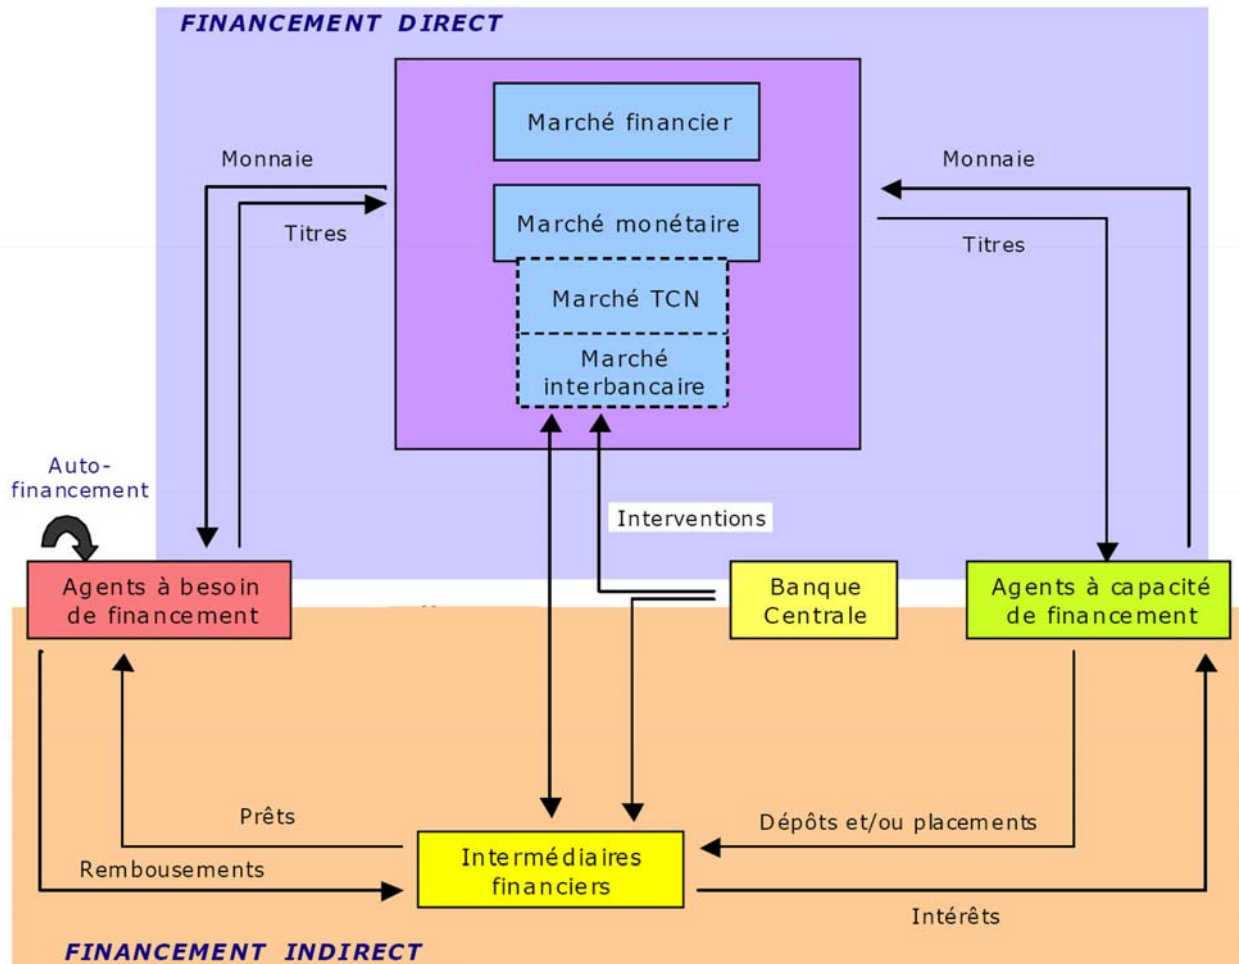 FINANCEMENT DIRECT
Marché financier
Monnaie
Monnaie
Marché monétaire
Titres
Titres
Marché TCN
Marché
interbancaire
Auto-
financement
Interventions
Agents à besoin
de financement
Banque
Centrale
Agents à capacité
de financement
Prêts
Dépôts et/ou placements
Rembousements
Intermédiaires
financiers
Intérêts
FINANCEMENT INDIRECT